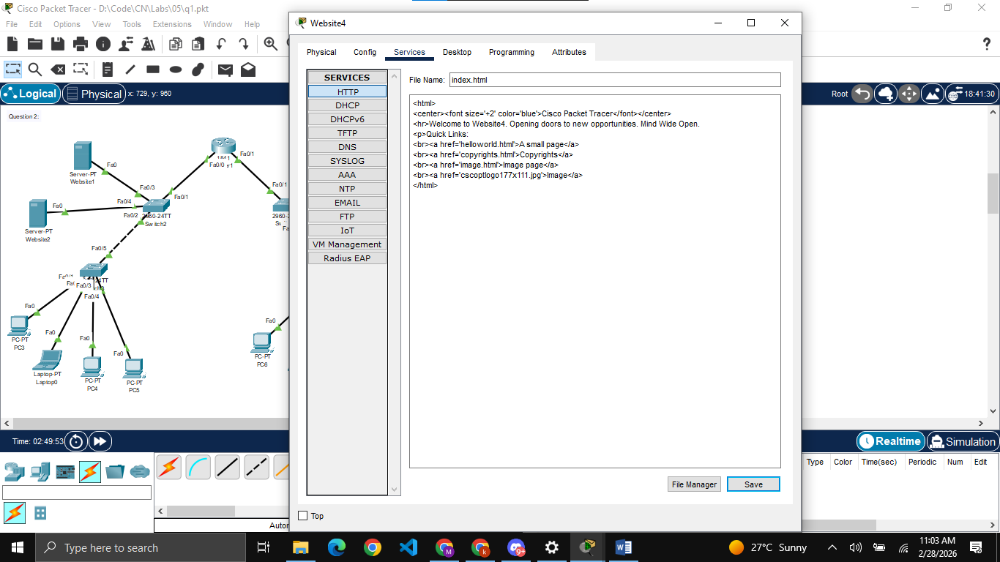 Cisco Packet Tracer - D:\Code\CN\Labs\05\q1.pkt
File Edit Options View Tools Extensions Window Help
Logical
Physical
x: 729, y: 960
Root
18:41:30
Question 2:
Server-PT
Website1
Fa0
Fa0/3
Fa0/4
Fa0/1
Fa0/0
Fa0/1
Fa0/1
Server-PT
Website2
Fa0
Fa0/2
2960-24TT
Switch2
Fa0/5
Fa0/3
Fa0/4
Fa0
PC-PT
PC3
Fa0
Laptop-PT
Laptop0
Fa0
PC-PT
PC4
Fa0
PC-PT
PC5
Fa0
PC-PT
PC6
Website4
Physical Config Services Desktop Programming Attributes
SERVICES
HTTP
DHCP
DHCPv6
TFTP
DNS
SYSLOG
AAA
NTP
EMAIL
FTP
IoT
VM Management
Radius EAP
File Name: index.html
<html>
<center><font size='+2' color='blue'>Cisco Packet Tracer</font></center>
<hr>Welcome to Website4. Opening doors to new opportunities. Mind Wide Open.
<p>Quick Links:
<br><a href='helloworld.html'>A small page</a>
<br><a href='copyrights.html'>Copyrights</a>
<br><a href='image.html'>Image page</a>
<br><a href='cscoptlogo177x111.jpg'>Image</a>
</html>
File Manager Save
Top
Time: 02:49:53
Realtime Simulation
Type Color Time(sec) Periodic Num Edit
Type here to search
27°C Sunny
11:03 AM
2/28/2026